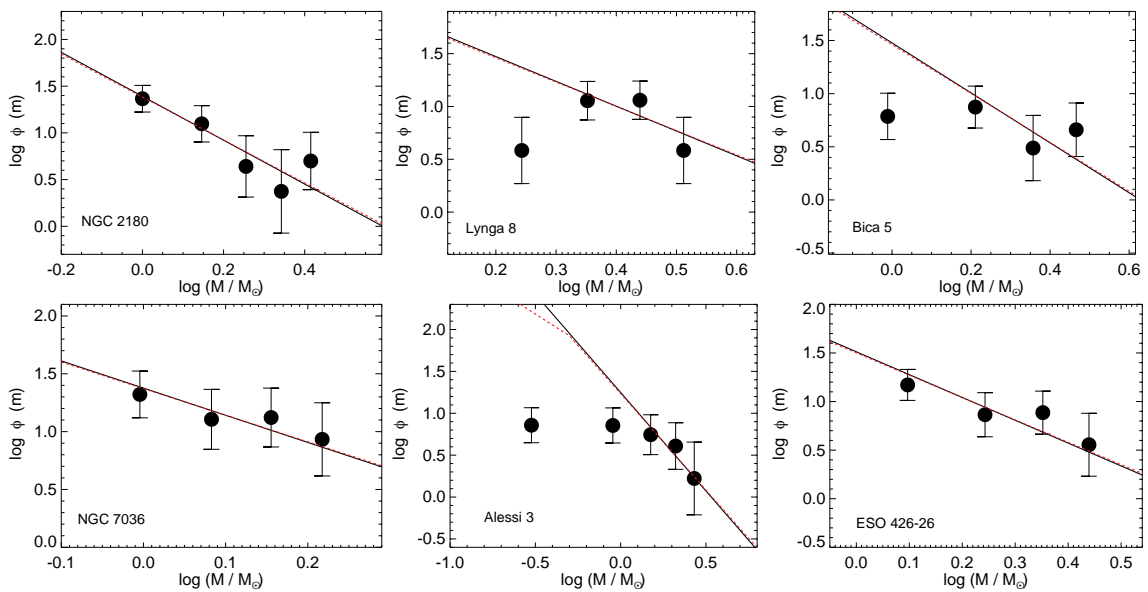 2.0
1.5
1.0
0.5
0.0
log ϕ (m)
NGC 2180
-0.2 0.0 0.2 0.4
log (M / M⊙)
1.5
1.0
0.5
0.0
log ϕ (m)
Lynga 8
0.2 0.3 0.4 0.5 0.6
log (M / M⊙)
1.5
1.0
0.5
0.0
-0.5
log ϕ (m)
Bica 5
0.0 0.2 0.4 0.6
log (M / M⊙)
2.0
1.5
1.0
0.5
0.0
log ϕ (m)
NGC 7036
-0.1 0.0 0.1 0.2
log (M / M⊙)
2.0
1.5
1.0
0.5
0.0
-0.5
log ϕ (m)
Alessi 3
-1.0 -0.5 0.0 0.5
log (M / M⊙)
2.0
1.5
1.0
0.5
0.0
-0.5
log ϕ (m)
ESO 426-26
0.0 0.1 0.2 0.3 0.4 0.5
log (M / M⊙)